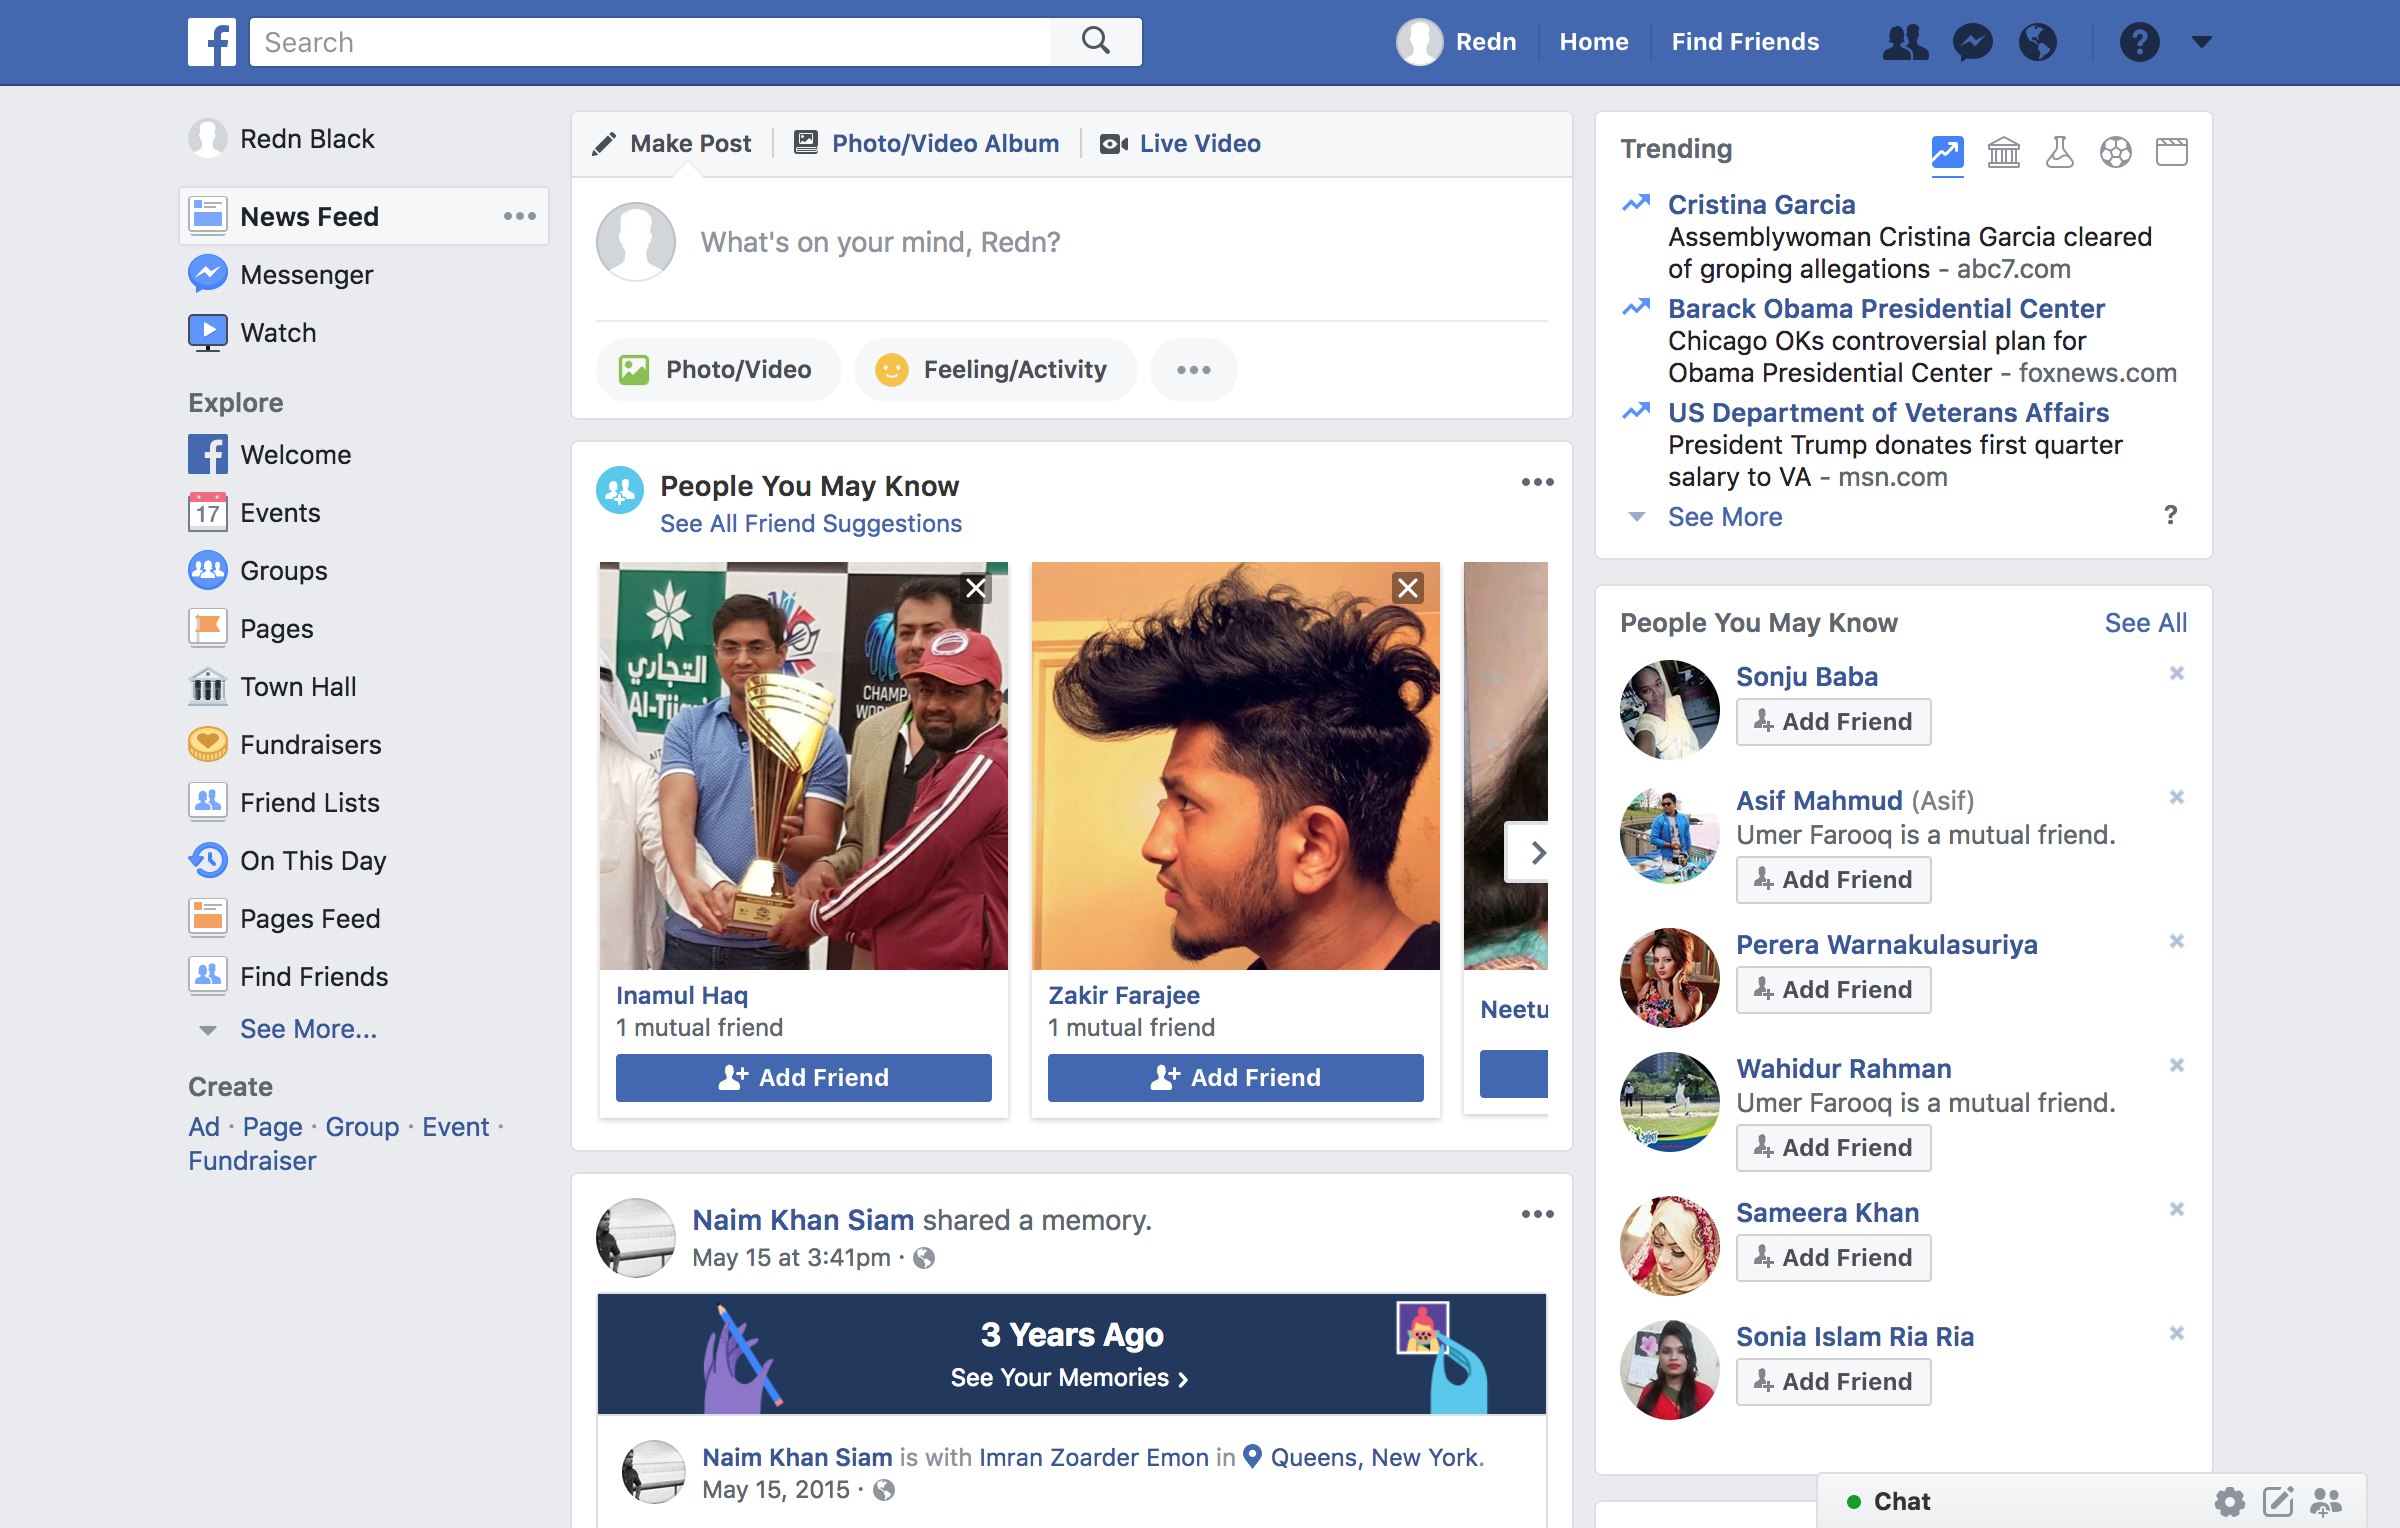 Search
Redn
Home
Find Friends
Redn Black
News Feed
Messenger
Watch
Explore
Welcome
17
Events
Groups
Pages
Town Hall
Fundraisers
Friend Lists
On This Day
Pages Feed
Find Friends
See More...
Create
Ad · Page · Group · Event ·
Fundraiser
Make Post
Photo/Video Album
Live Video
What's on your mind, Redn?
Photo/Video
Feeling/Activity
People You May Know
See All Friend Suggestions
التجاري
Inamul Haq
1 mutual friend
Add Friend
Zakir Farajee
1 mutual friend
Add Friend
Neetu
Naim Khan Siam shared a memory.
May 15 at 3:41pm ·
3 Years Ago
See Your Memories ›
Naim Khan Siam is with Imran Zoarder Emon in Queens, New York.
May 15, 2015 ·
Trending
Cristina Garcia
Assemblywoman Cristina Garcia cleared
of groping allegations - abc7.com
Barack Obama Presidential Center
Chicago OKs controversial plan for
Obama Presidential Center - foxnews.com
US Department of Veterans Affairs
President Trump donates first quarter
salary to VA - msn.com
See More
?
People You May Know
See All
Sonju Baba
Add Friend
Asif Mahmud (Asif)
Umer Farooq is a mutual friend.
Add Friend
Perera Warnakulasuriya
Add Friend
Wahidur Rahman
Umer Farooq is a mutual friend.
Add Friend
Sameera Khan
Add Friend
Sonia Islam Ria Ria
Add Friend
Chat